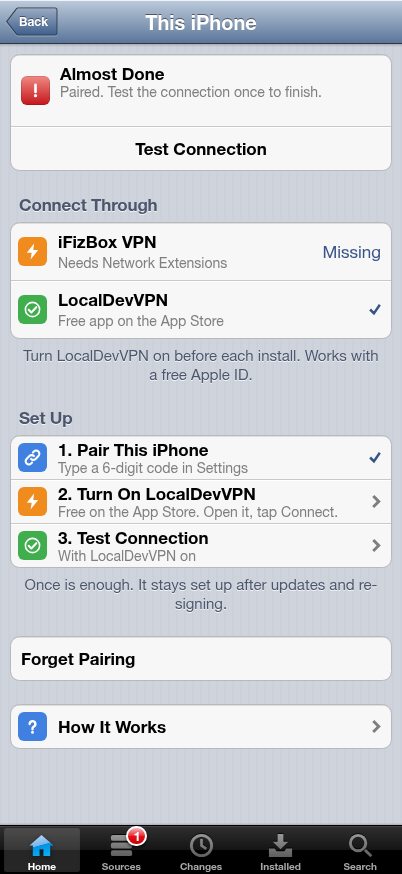 Back
This iPhone
Almost Done
Paired. Test the connection once to finish.
Test Connection
Connect Through
iFizBox VPN
Needs Network Extensions
Missing
LocalDevVPN
Free app on the App Store
Turn LocalDevVPN on before each install. Works with
a free Apple ID.
Set Up
1. Pair This iPhone
Type a 6-digit code in Settings
2. Turn On LocalDevVPN
Free on the App Store. Open it, tap Connect.
3. Test Connection
With LocalDevVPN on
Once is enough. It stays set up after updates and re-
signing.
Forget Pairing
How It Works
1
Home
Sources
Changes
Installed
Search